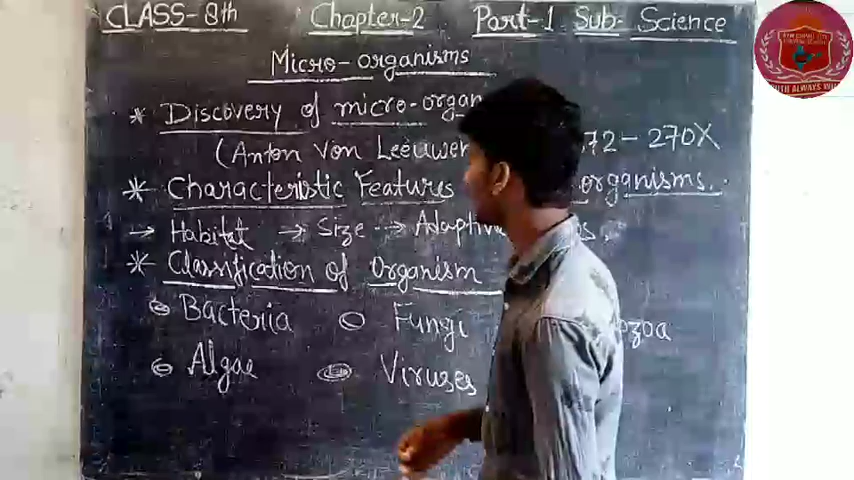 CLASS- 8th Chapter-2 Part-1 Sub- Science
Micro-organisms
* Discovery of micro-organ
(Anton Von Leeuwen 72- 270X
* Characteristic Features organisms.
→ Habitat → Size → Adaptiv
* Classification of Organism
Bacteria Fungi zoa
Algae Viruses